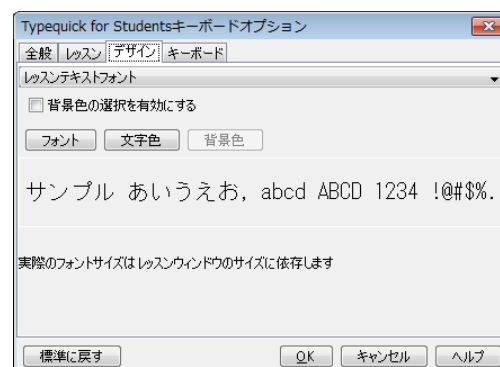 Typequick for Studentsキーボードオプション
全般 レッスン デザイン キーボード
レッスンテキストフォント
背景色の選択を有効にする
フォント 文字色 背景色
サンプル あいうえお, abcd ABCD 1234 !@#$%.
実際のフォントサイズはレッスンウィンドウのサイズに依存します
標準に戻す OK キャンセル ヘルプ